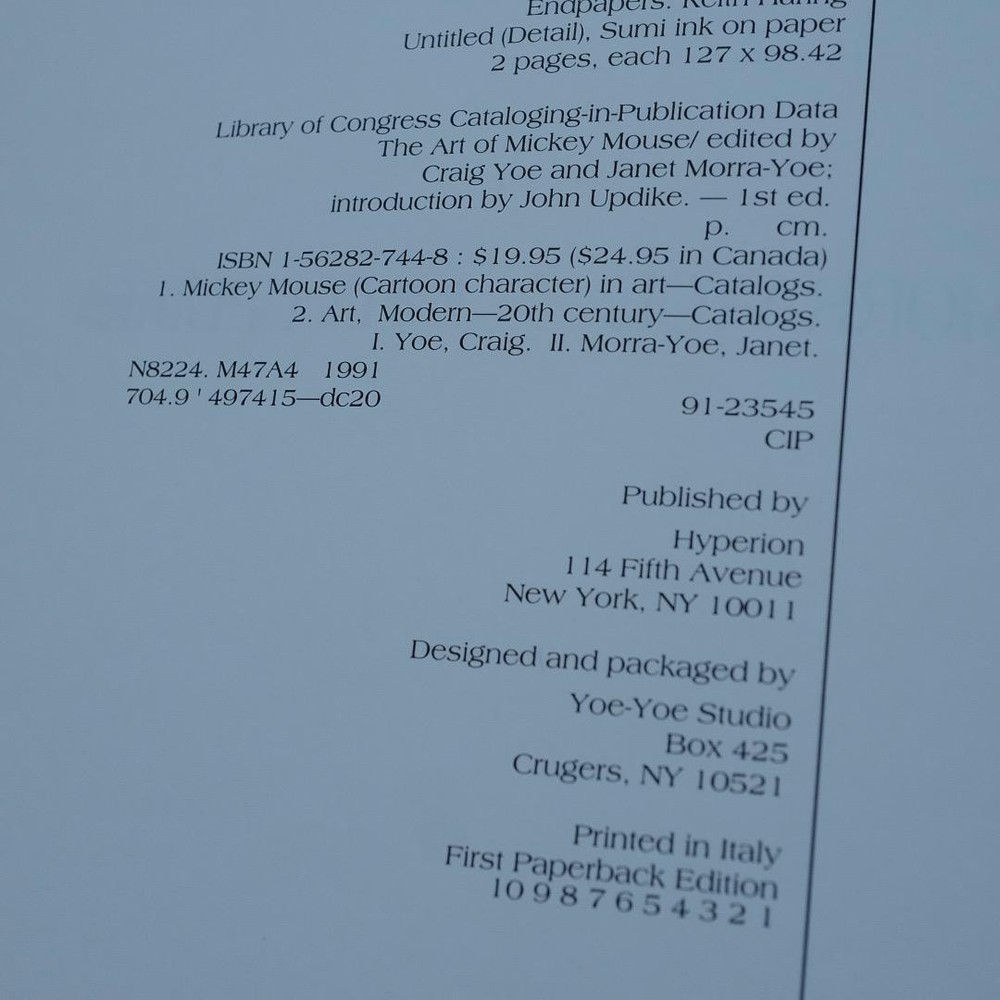 Endpapers: Keith Haring
Untitled (Detail), Sumi ink on paper
2 pages, each 127 x 98.42
Library of Congress Cataloging-in-Publication Data
The Art of Mickey Mouse/ edited by
Craig Yoe and Janet Morra-Yoe;
introduction by John Updike. — 1st ed.
p. cm.
ISBN 1-56282-744-8 : $19.95 ($24.95 in Canada)
1. Mickey Mouse (Cartoon character) in art—Catalogs.
2. Art, Modern—20th century—Catalogs.
I. Yoe, Craig. II. Morra-Yoe, Janet.
N8224. M47A4 1991
704.9 ' 497415—dc20
91-23545
CIP
Published by
Hyperion
114 Fifth Avenue
New York, NY 10011
Designed and packaged by
Yoe-Yoe Studio
Box 425
Crugers, NY 10521
Printed in Italy
First Paperback Edition
10 9 8 7 6 5 4 3 2 1